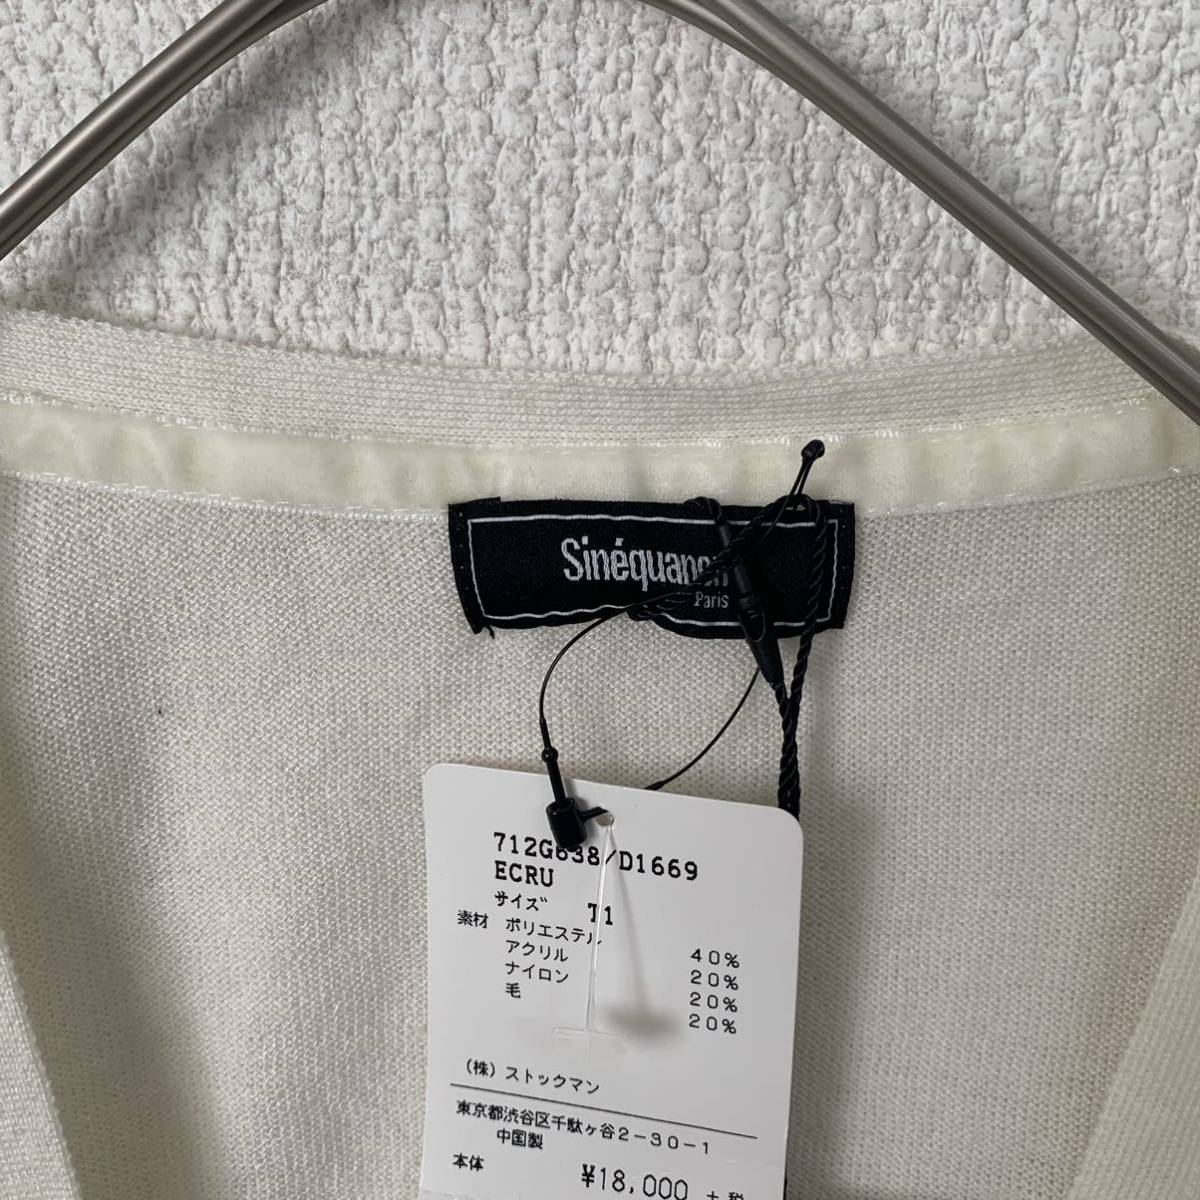 Sinéquanon
Paris
712G638/D1669
ECRU
サイズ T1
素材 ポリエステル 40%
アクリル 20%
ナイロン 20%
毛 20%
(株)ストックマン
東京都渋谷区千駄ヶ谷2-30-1
中国製
本体 ¥18,000 +税